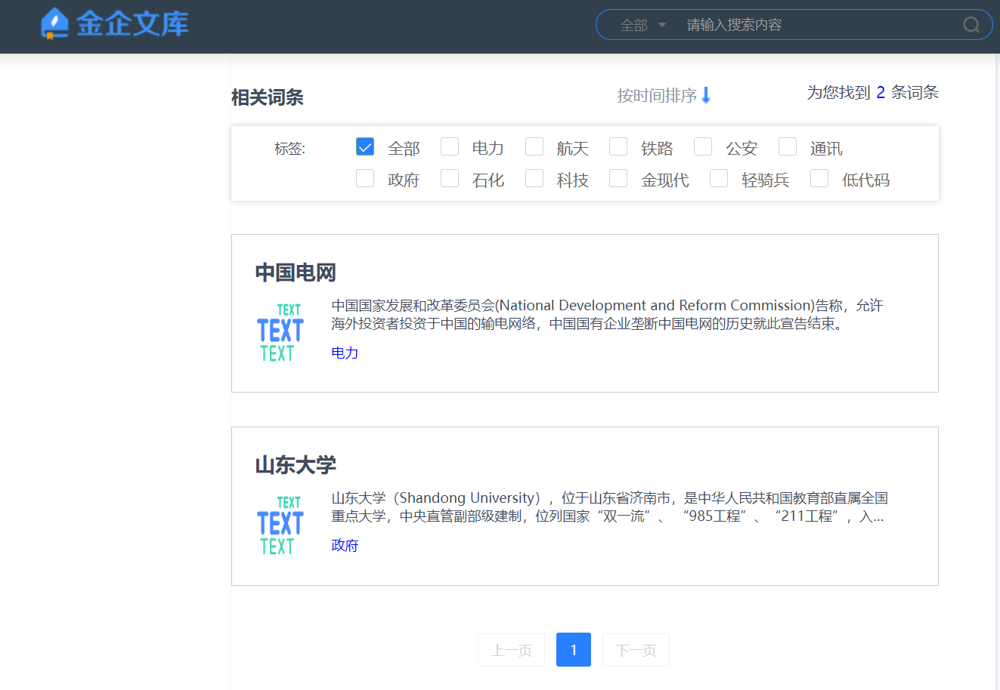 金企文库
全部 请输入搜索内容
相关词条 按时间排序 为您找到 2 条词条
标签: 全部 电力 航天 铁路 公安 通讯
政府 石化 科技 金现代 轻骑兵 低代码
中国电网
TEXT
TEXT
TEXT
中国国家发展和改革委员会(National Development and Reform Commission)告称，允许
海外投资者投资于中国的输电网络，中国国有企业垄断中国电网的历史就此宣告结束。
电力
山东大学
TEXT
TEXT
TEXT
山东大学（Shandong University），位于山东省济南市，是中华人民共和国教育部直属全国
重点大学，中央直管副部级建制，位列国家“双一流”、“985工程”、“211工程”，入...
政府
上一页 1 下一页